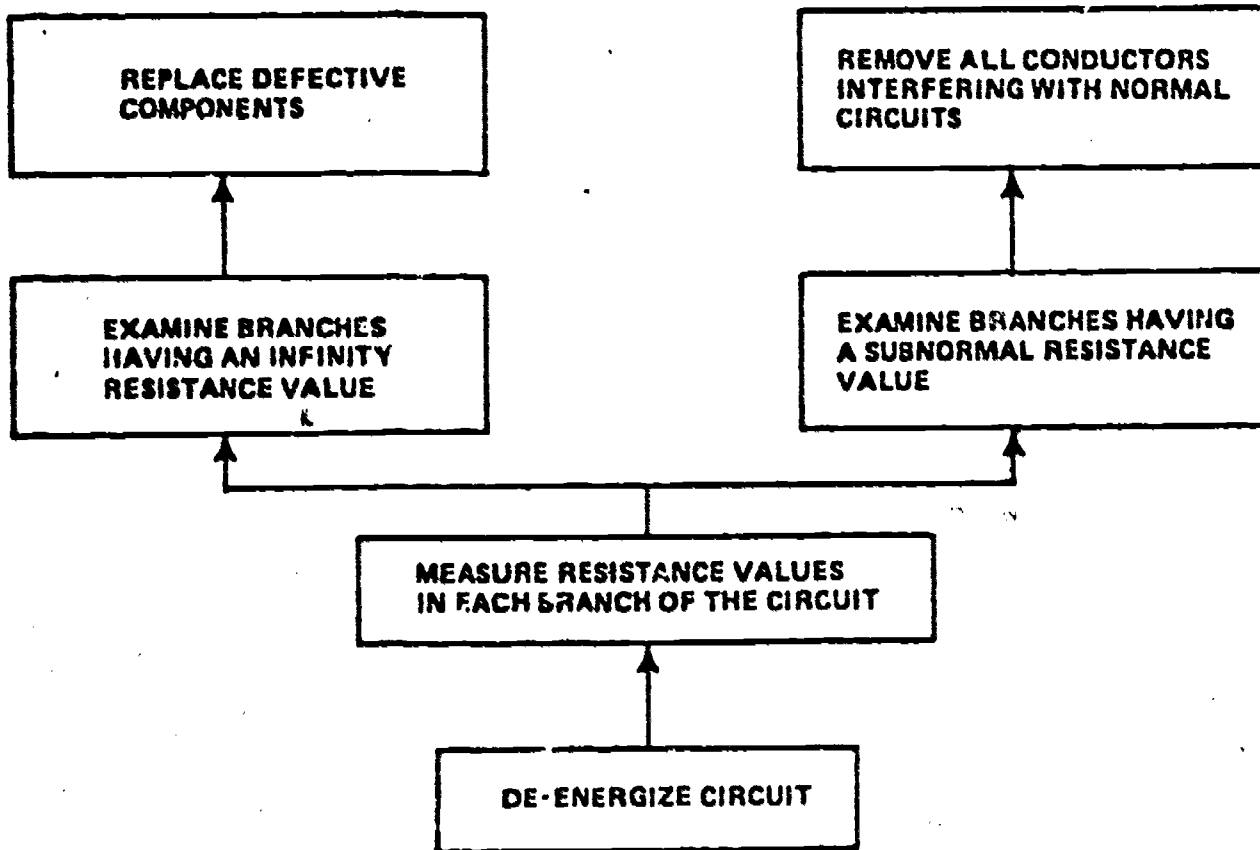 REPLACE DEFECTIVE
COMPONENTS
REMOVE ALL CONDUCTORS
INTERFERING WITH NORMAL
CIRCUITS
EXAMINE BRANCHES
HAVING AN INFINITY
RESISTANCE VALUE
EXAMINE BRANCHES HAVING
A SUBNORMAL RESISTANCE
VALUE
MEASURE RESISTANCE VALUES
IN EACH BRANCH OF THE CIRCUIT
DE-ENERGIZE CIRCUIT